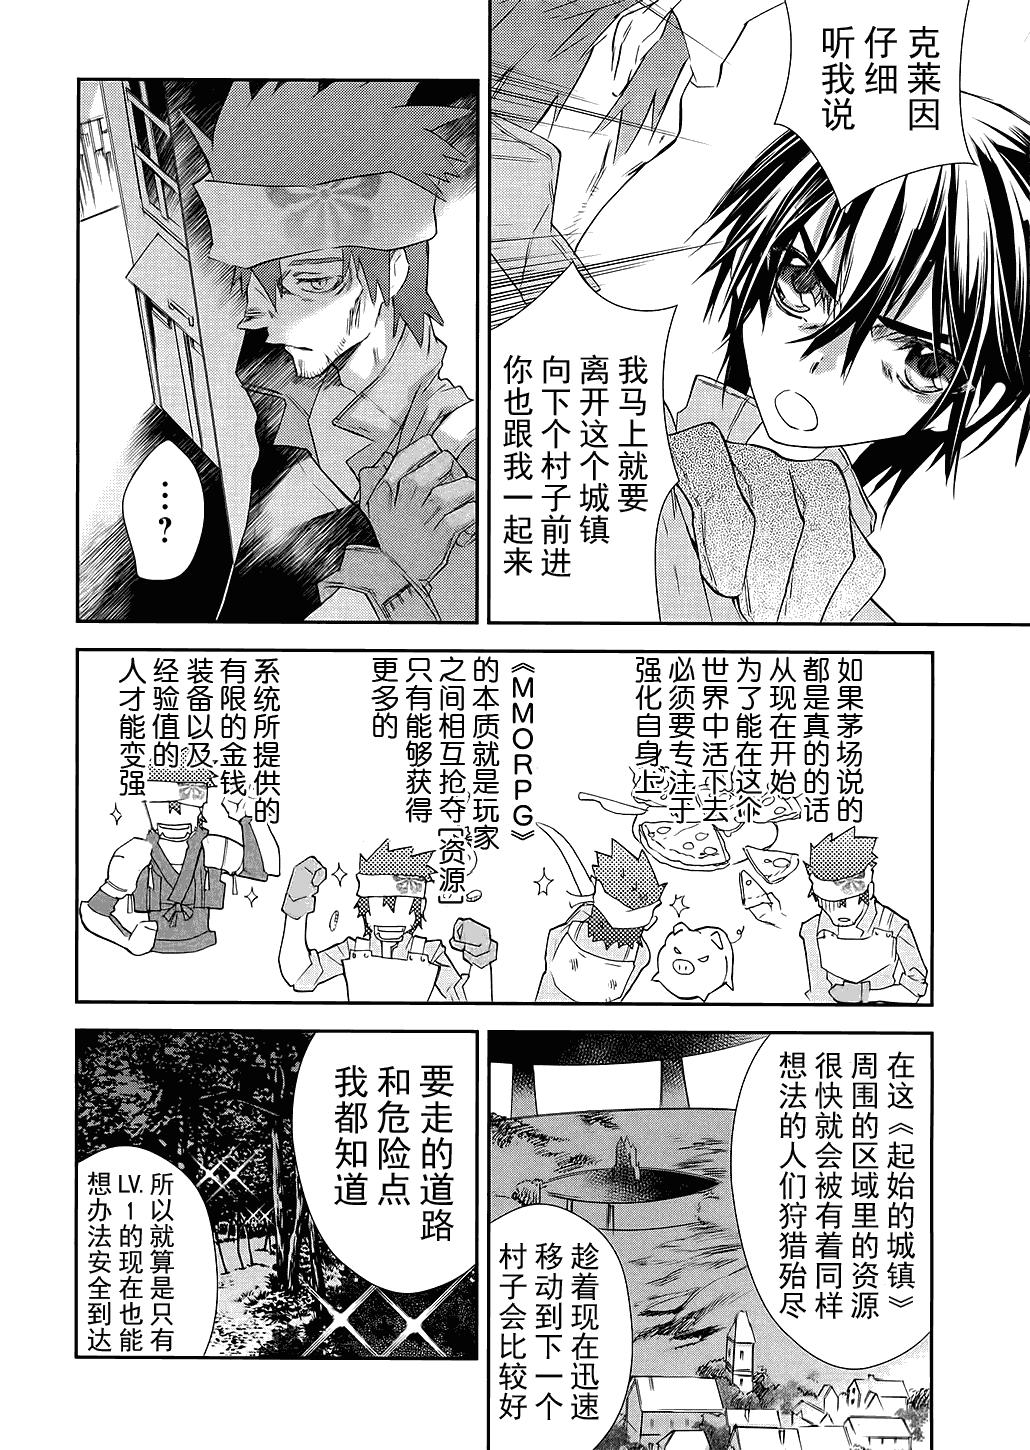 克莱因
仔细
听我说
我马上就要
离开这个城镇
向下个村子前进
你也跟我一起来
…?
如果茅场说的
都是真的的话
从现在开始
为了能在这个
世界中活下去
必须要专注于
强化自身上
《MMORPG》
的本质就是玩家
之间相互抢夺[资源]
只有能够获得
更多的
系统所提供的
有限的金钱
装备以及
经验值的
人才能变强
在这《起始的城镇》
周围的区域里的资源
很快就会被有着同样
想法的人们狩猎殆尽
趁着现在迅速
移动到下一个
村子会比较好
要走的道路
和危险点
我都知道
所以就算是只有
LV.1的现在也能
想办法安全到达